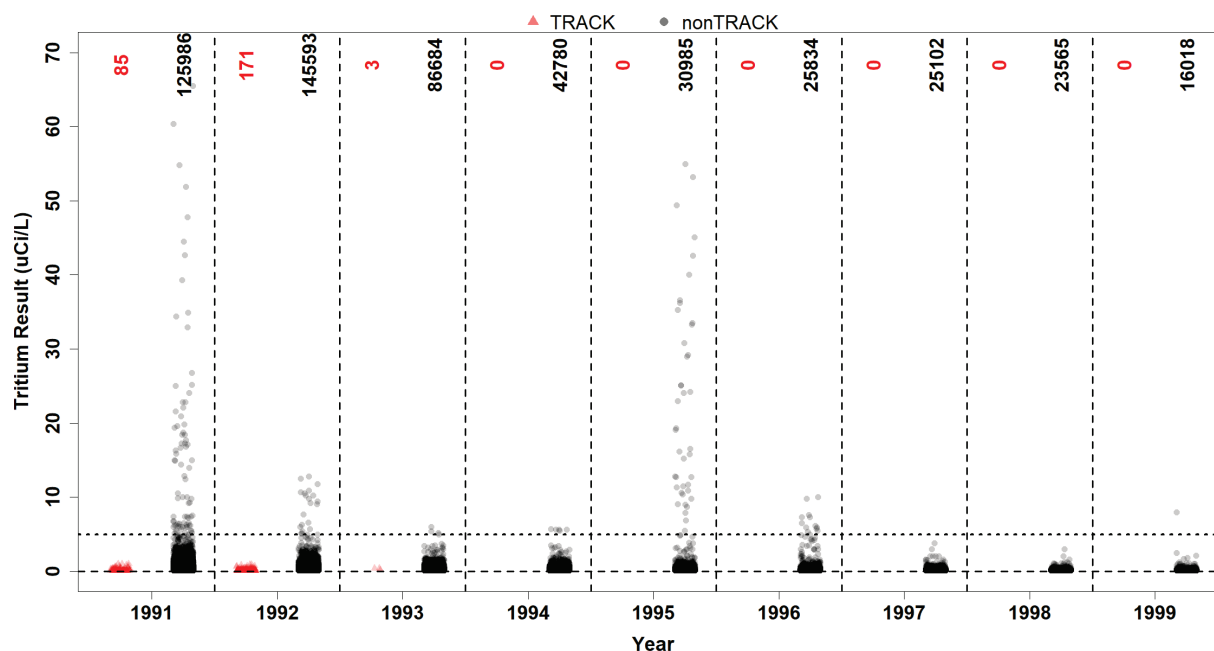 TRACK nonTRACK
85 125986 171 145593 3 86684 0 42780 0 30985 0 25834 0 25102 0 23565 0 16018
70
60
50
40
30
20
10
0
Tritium Result (uCi/L)
1991 1992 1993 1994 1995 1996 1997 1998 1999
Year